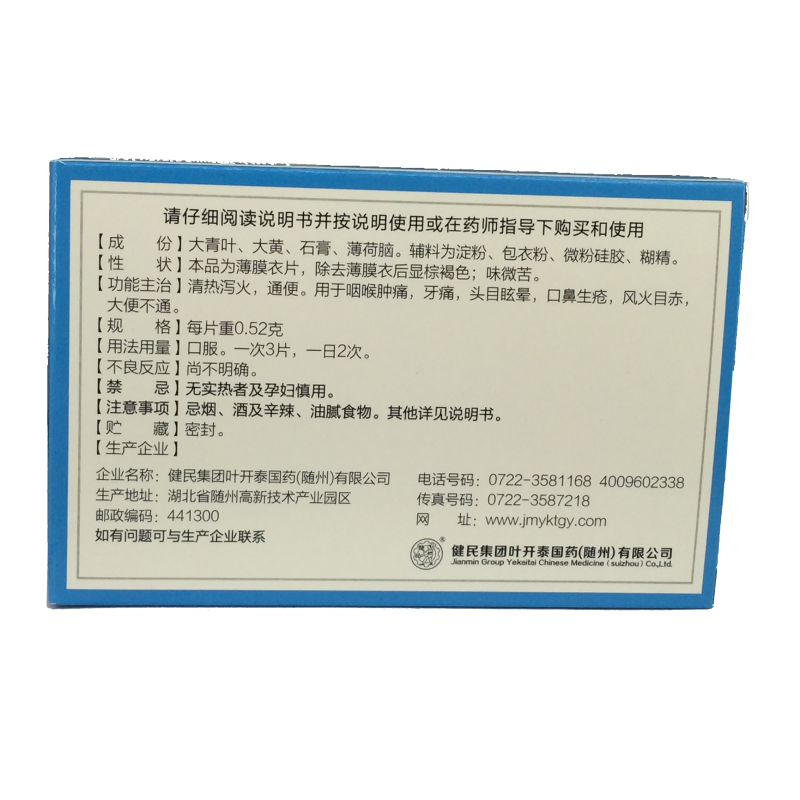 请仔细阅读说明书并按说明使用或在药师指导下购买和使用
【成 份】大青叶、大黄、石膏、薄荷脑。辅料为淀粉、包衣粉、微粉硅胶、糊精。
【性 状】本品为薄膜衣片，除去薄膜衣后显棕褐色；味微苦。
【功能主治】清热泻火，通便。用于咽喉肿痛，牙痛，头目眩晕，口鼻生疮，风火目赤，
大便不通。
【规 格】每片重0.52克
【用法用量】口服。一次3片，一日2次。
【不良反应】尚不明确。
【禁 忌】无实热者及孕妇慎用。
【注意事项】忌烟、酒及辛辣、油腻食物。其他详见说明书。
【贮 藏】密封。
【生产企业】
企业名称：健民集团叶开泰国药(随州)有限公司
生产地址：湖北省随州高新技术产业园区
邮政编码：441300
如有问题可与生产企业联系
电话号码：0722-3581168 4009602338
传真号码：0722-3587218
网 址：www.jmyktgy.com
健民集团叶开泰国药(随州)有限公司
Jianmin Group Yekaitai Chinese Medicine (suizhou) Co.,Ltd.